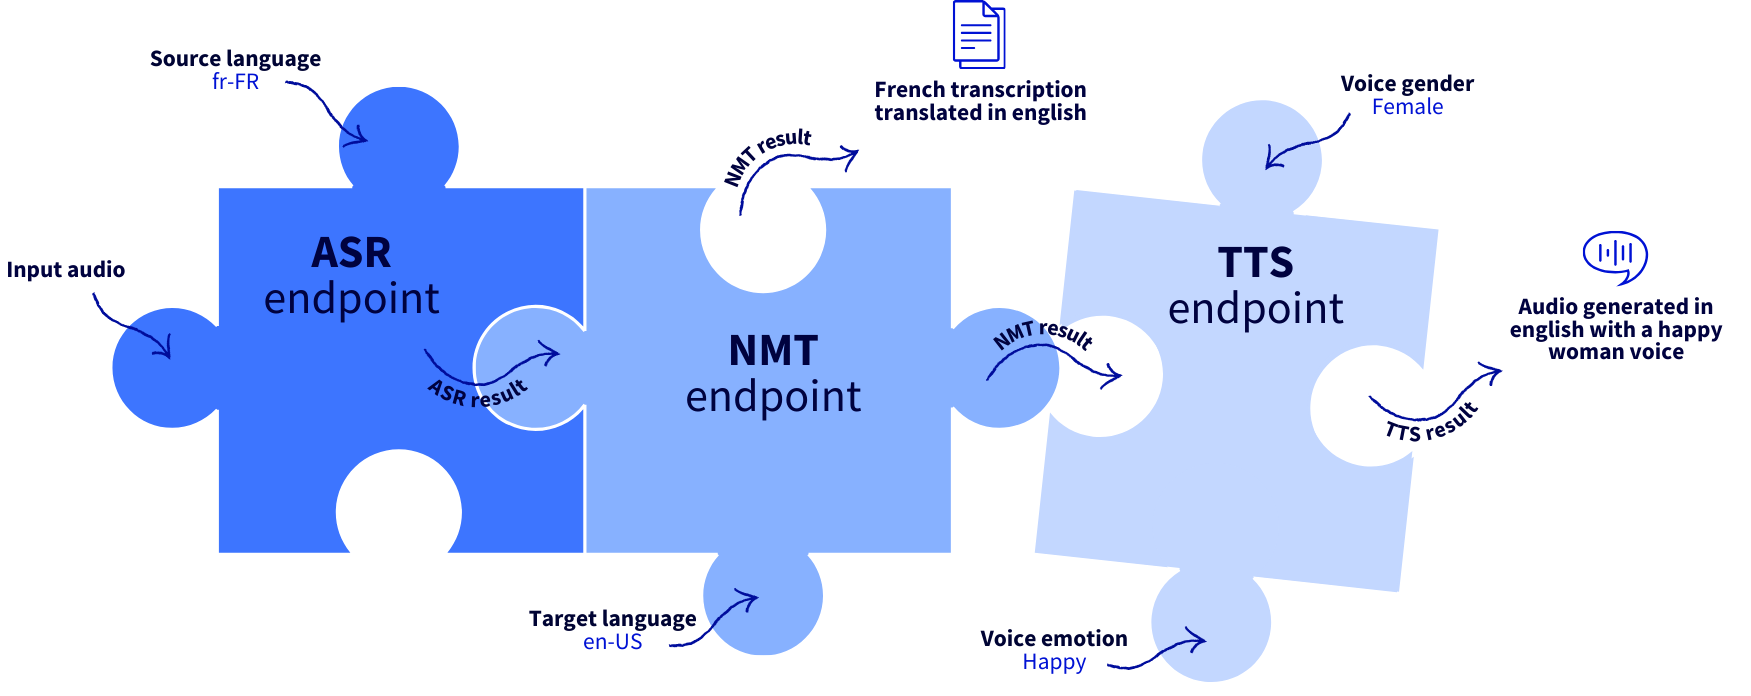 Source language
fr-FR
Input audio
ASR
endpoint
ASR result
NMT result
French transcription
translated in english
NMT
endpoint
Target language
en-US
NMT result
Voice gender
Female
TTS
endpoint
Voice emotion
Happy
TTS result
Audio generated in
english with a happy
woman voice